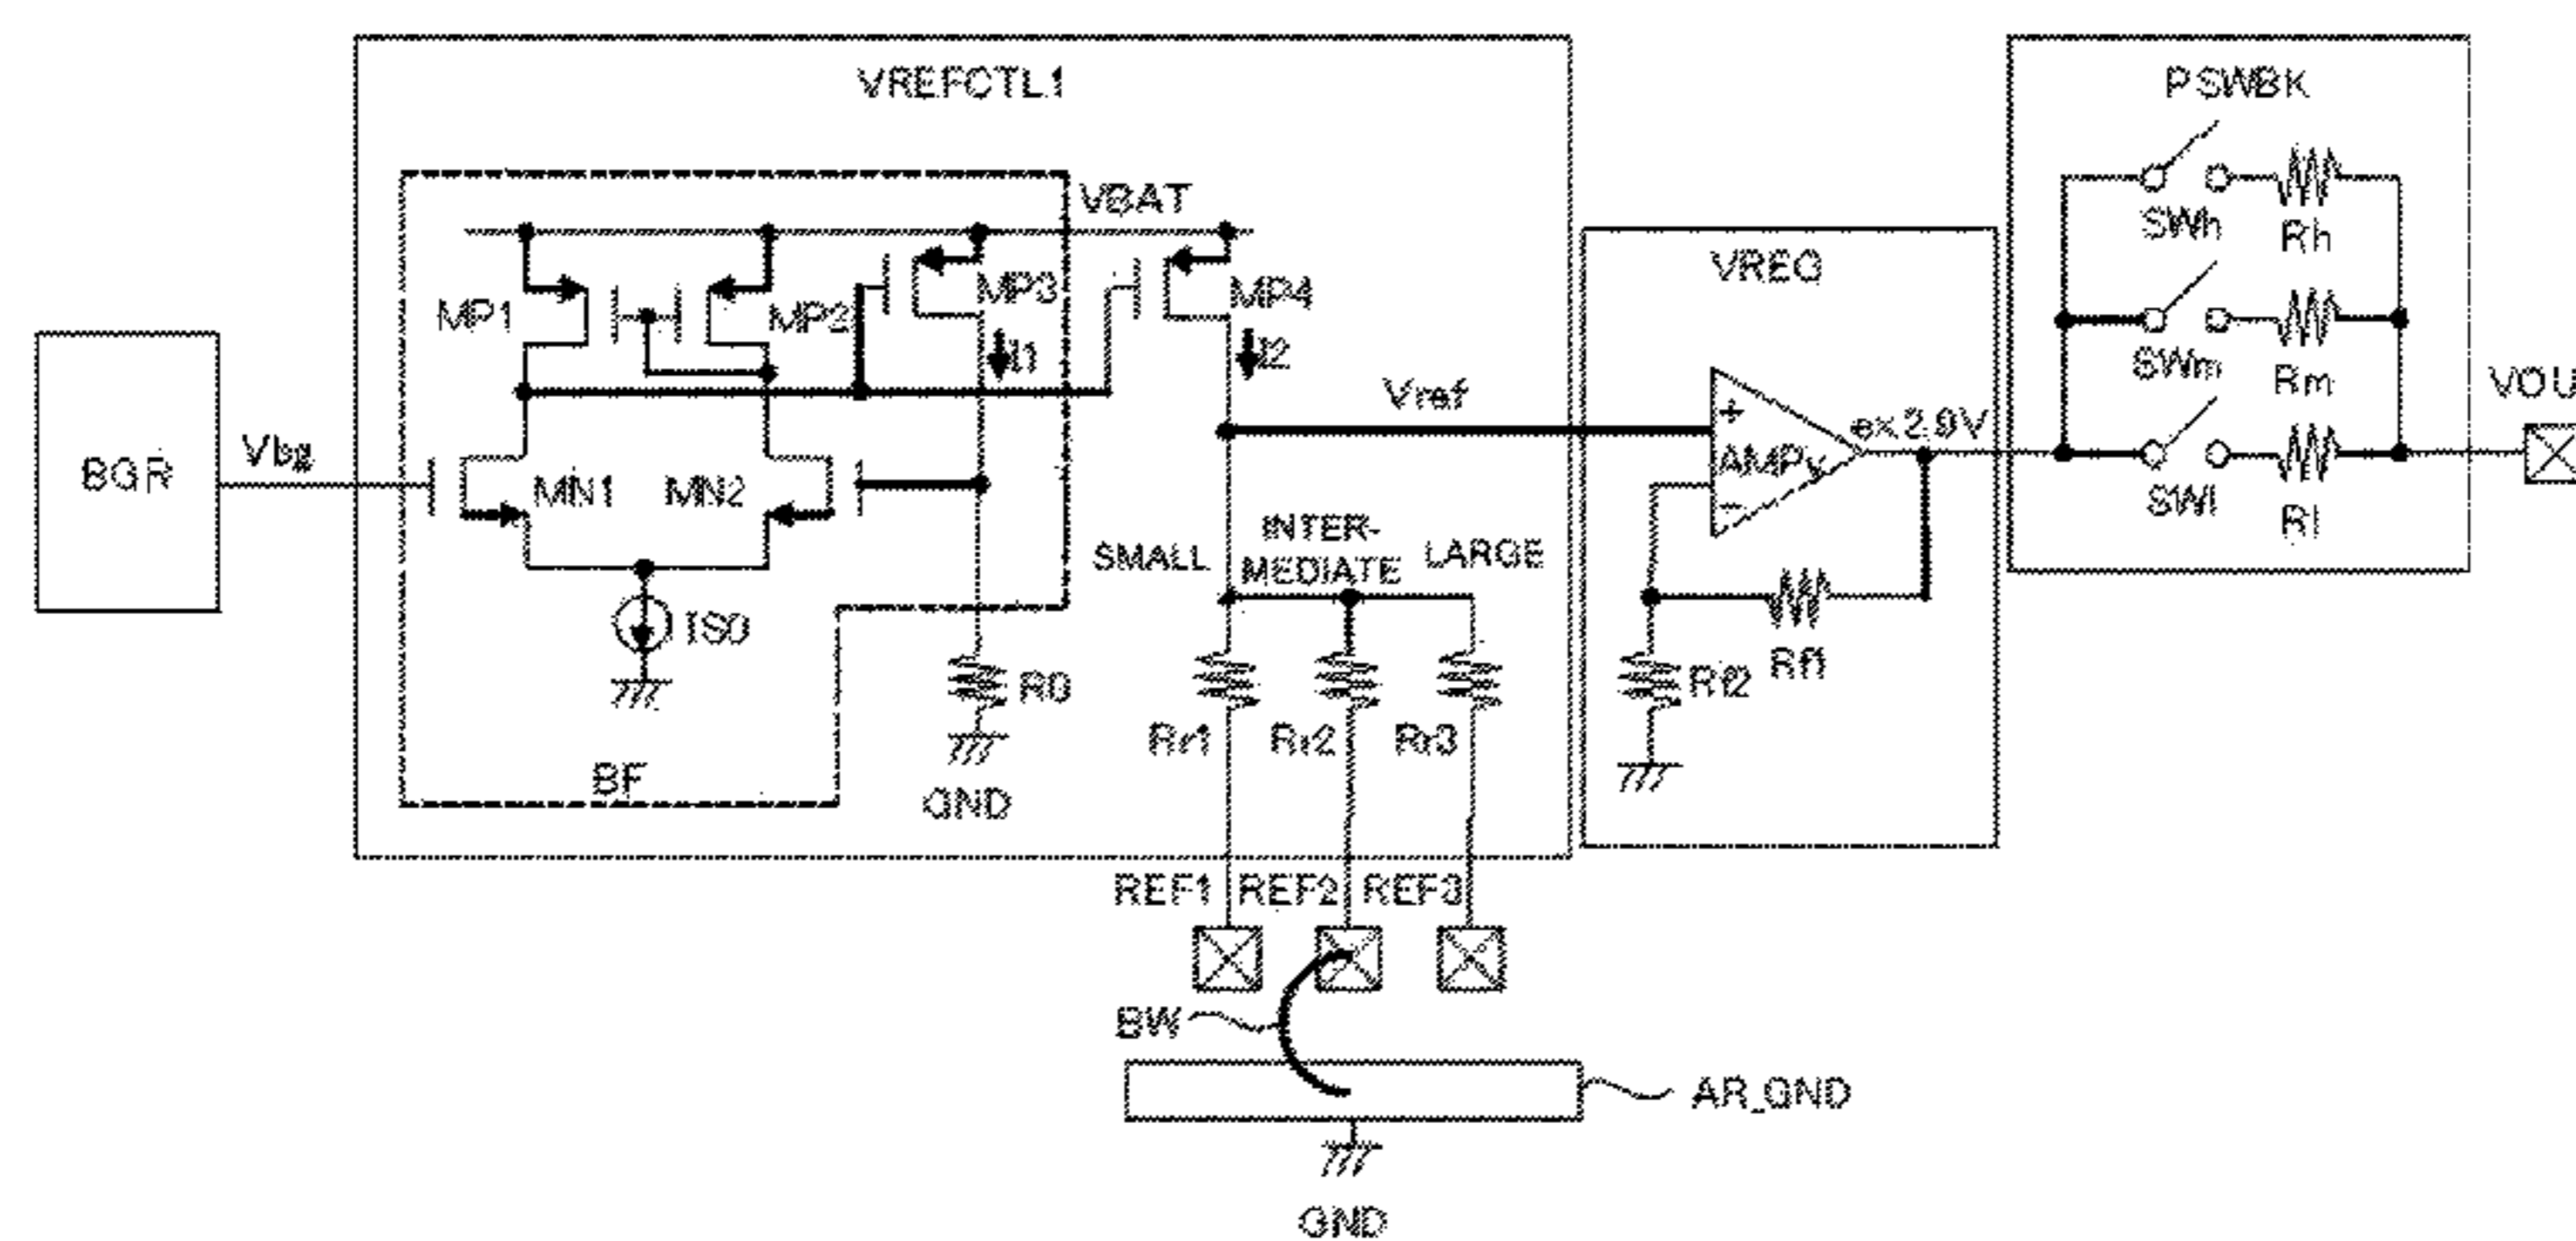 VREFCTL1
PSWBK
VBAT
SWh
Rh
VREG
MP1
MP2
MP3
MP4
I1
I2
SWm
Rm
Vref
VOU
BGR
Vbg
ex.2.9V
+
AMPv
-
MN1
MN2
SWl
Rl
SMALL
INTER-
MEDIATE
LARGE
IS0
R0
Rf2
Rf1
Rr1
Rr2
Rr3
BF
GND
REF1
REF2
REF3
BW
AR_GND
GND